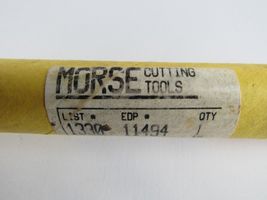 MORSE CUTTING TOOLS
LIST # EDP # QTY
1330 11494 1